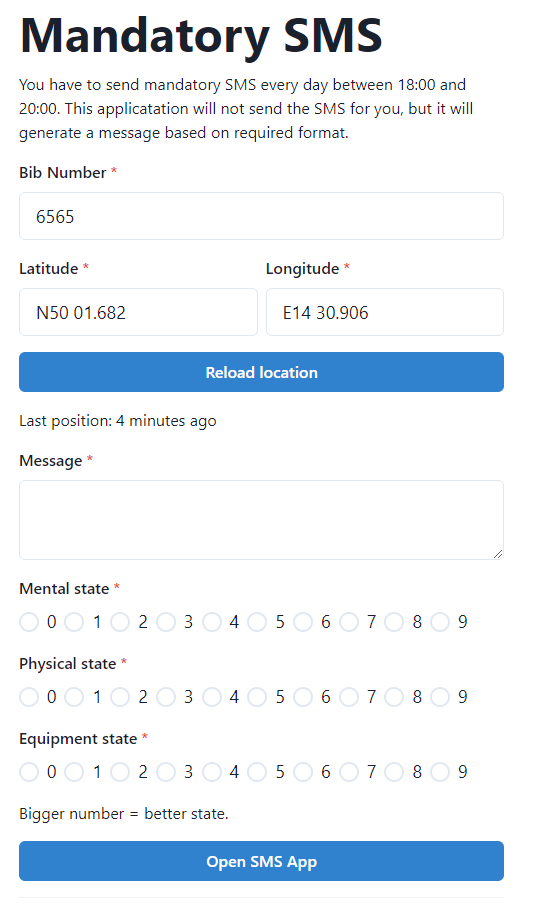 Mandatory SMS
You have to send mandatory SMS every day between 18:00 and
20:00. This applicatation will not send the SMS for you, but it will
generate a message based on required format.
Bib Number *
6565
Latitude * Longitude *
N50 01.682 E14 30.906
Reload location
Last position: 4 minutes ago
Message *
Mental state *
0 1 2 3 4 5 6 7 8 9
Physical state *
0 1 2 3 4 5 6 7 8 9
Equipment state *
0 1 2 3 4 5 6 7 8 9
Bigger number = better state.
Open SMS App